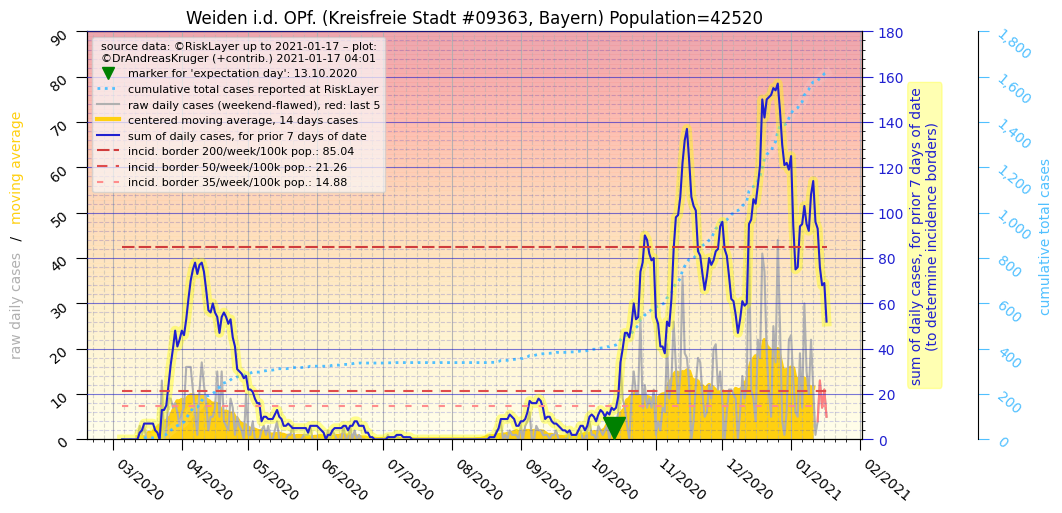 Weiden i.d. OPf. (Kreisfreie Stadt #09363, Bayern) Population=42520
source data: ©RiskLayer up to 2021-01-17 – plot:
©DrAndreasKruger (+contrib.) 2021-01-17 04:01
marker for 'expectation day': 13.10.2020
cumulative total cases reported at RiskLayer
raw daily cases (weekend-flawed), red: last 5
centered moving average, 14 days cases
sum of daily cases, for prior 7 days of date
incid. border 200/week/100k pop.: 85.04
incid. border 50/week/100k pop.: 21.26
incid. border 35/week/100k pop.: 14.88
raw daily cases / moving average
90
80
70
60
50
40
30
20
10
0
03/2020
04/2020
05/2020
06/2020
07/2020
08/2020
09/2020
10/2020
11/2020
12/2020
01/2021
02/2021
180
160
140
120
100
80
60
40
20
0
sum of daily cases, for prior 7 days of date
(to determine incidence borders)
1,800
1,600
1,400
1,200
1,000
800
600
400
200
0
cumulative total cases